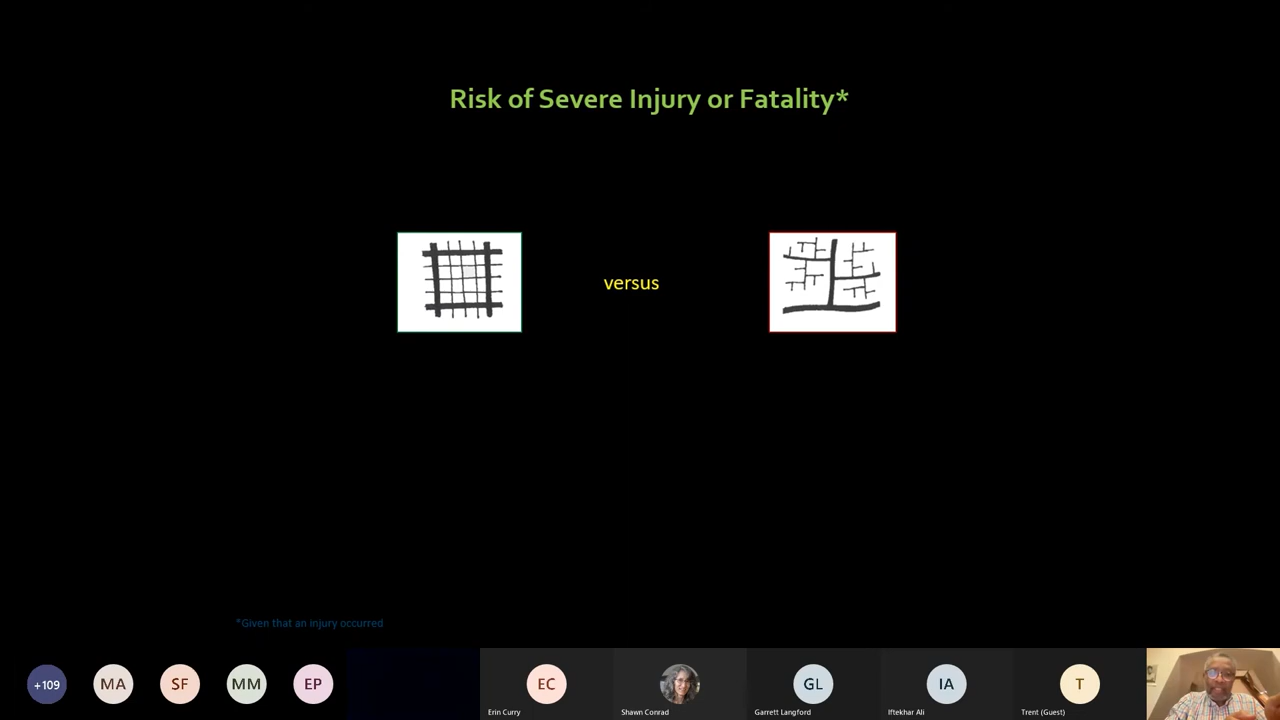 Risk of Severe Injury or Fatality*
versus
*Given that an injury occurred
+109
MA
SF
MM
EP
EC
GL
IA
T
Erin Curry
Shawn Conrad
Garrett Langford
Iftekhar Ali
Trent (Guest)